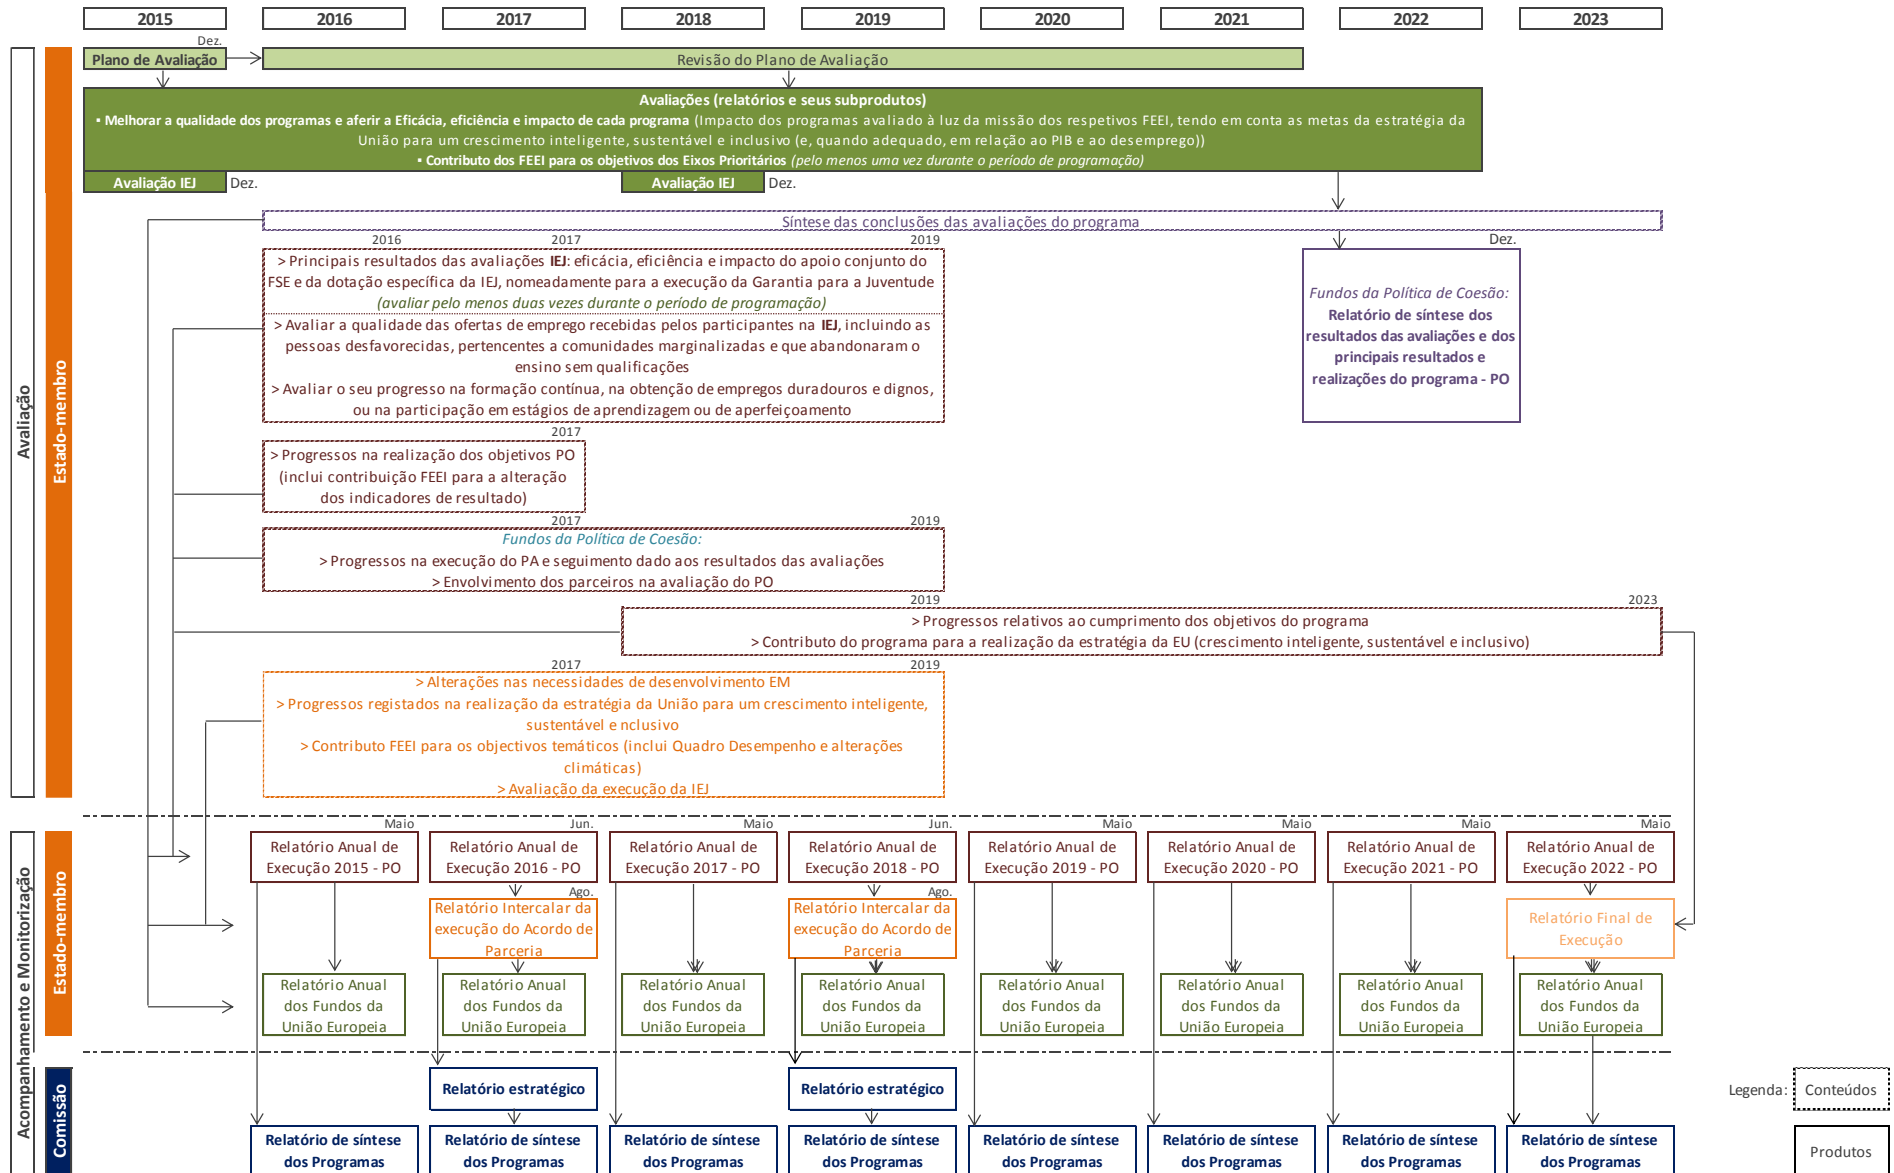 2015
2016
2017
2018
2019
2020
2021
2022
2023
Dez.
Plano de Avaliação
Revisão do Plano de Avaliação
Avaliações (relatórios e seus subprodutos)
▪ Melhorar a qualidade dos programas e aferir a Eficácia, eficiência e impacto de cada programa (Impacto dos programas avaliado à luz da missão dos respetivos FEEI, tendo em conta as metas da estratégia da
União para um crescimento inteligente, sustentável e inclusivo (e, quando adequado, em relação ao PIB e ao desemprego))
▪ Contributo dos FEEI para os objetivos dos Eixos Prioritários (pelo menos uma vez durante o período de programação)
Avaliação IEJ
Dez.
Avaliação IEJ
Dez.
Síntese das conclusões das avaliações do programa
2016
2017
2019
Dez.
> Principais resultados das avaliações IEJ: eficácia, eficiência e impacto do apoio conjunto do
FSE e da dotação específica da IEJ, nomeadamente para a execução da Garantia para a Juventude
(avaliar pelo menos duas vezes durante o período de programação)
> Avaliar a qualidade das ofertas de emprego recebidas pelos participantes na IEJ, incluindo as
pessoas desfavorecidas, pertencentes a comunidades marginalizadas e que abandonaram o
ensino sem qualificações
> Avaliar o seu progresso na formação contínua, na obtenção de empregos duradouros e dignos,
ou na participação em estágios de aprendizagem ou de aperfeiçoamento
Fundos da Política de Coesão:
Relatório de síntese dos
resultados das avaliações e dos
principais resultados e
realizações do programa - PO
Avaliação
Estado-membro
2017
> Progressos na realização dos objetivos PO
(inclui contribuição FEEI para a alteração
dos indicadores de resultado)
2017
2019
Fundos da Política de Coesão:
> Progressos na execução do PA e seguimento dado aos resultados das avaliações
> Envolvimento dos parceiros na avaliação do PO
2019
2023
> Progressos relativos ao cumprimento dos objetivos do programa
> Contributo do programa para a realização da estratégia da EU (crescimento inteligente, sustentável e inclusivo)
2017
2019
> Alterações nas necessidades de desenvolvimento EM
> Progressos registados na realização da estratégia da União para um crescimento inteligente,
sustentável e nclusivo
> Contributo FEEI para os objectivos temáticos (inclui Quadro Desempenho e alterações
climáticas)
> Avaliação da execução da IEJ
Acompanhamento e Monitorização
Estado-membro
Maio
Jun.
Maio
Jun.
Maio
Maio
Maio
Maio
Relatório Anual de
Execução 2015 - PO
Relatório Anual de
Execução 2016 - PO
Relatório Anual de
Execução 2017 - PO
Relatório Anual de
Execução 2018 - PO
Relatório Anual de
Execução 2019 - PO
Relatório Anual de
Execução 2020 - PO
Relatório Anual de
Execução 2021 - PO
Relatório Anual de
Execução 2022 - PO
Ago.
Ago.
Relatório Intercalar da
execução do Acordo de
Parceria
Relatório Intercalar da
execução do Acordo de
Parceria
Relatório Final de
Execução
Relatório Anual
dos Fundos da
União Europeia
Relatório Anual
dos Fundos da
União Europeia
Relatório Anual
dos Fundos da
União Europeia
Relatório Anual
dos Fundos da
União Europeia
Relatório Anual
dos Fundos da
União Europeia
Relatório Anual
dos Fundos da
União Europeia
Relatório Anual
dos Fundos da
União Europeia
Relatório Anual
dos Fundos da
União Europeia
Comissão
Relatório estratégico
Relatório estratégico
Relatório de síntese
dos Programas
Relatório de síntese
dos Programas
Relatório de síntese
dos Programas
Relatório de síntese
dos Programas
Relatório de síntese
dos Programas
Relatório de síntese
dos Programas
Relatório de síntese
dos Programas
Relatório de síntese
dos Programas
Legenda:
Conteúdos
Produtos